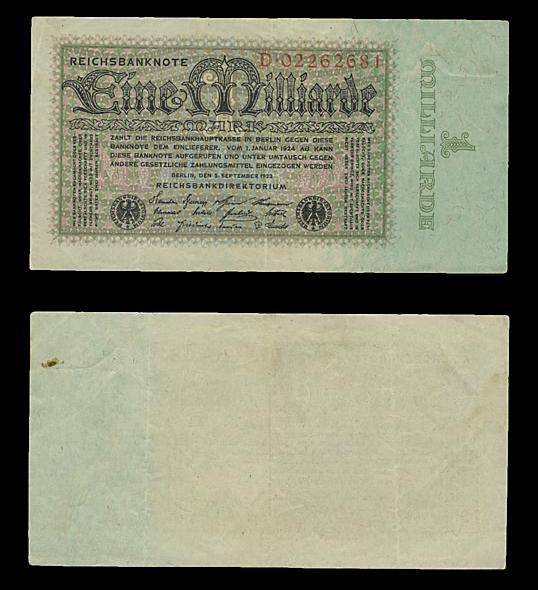 REICHSBANKNOTE
D·02262681
Eine Milliarde
MARK
ZAHLT DIE REICHSBANKHAUPTKASSE IN BERLIN GEGEN DIESE
BANKNOTE DEM EINLIEFERER. VOM 1. JANUAR 1924 AB KANN
DIESE BANKNOTE AUFGERUFEN UND UNTER UMTAUSCH GEGEN
ANDERE GESETZLICHE ZAHLUNGSMITTEL EINGEZOGEN WERDEN
BERLIN, DEN 5. SEPTEMBER 1923
REICHSBANKDIREKTORIUM
1 MILLIARDE